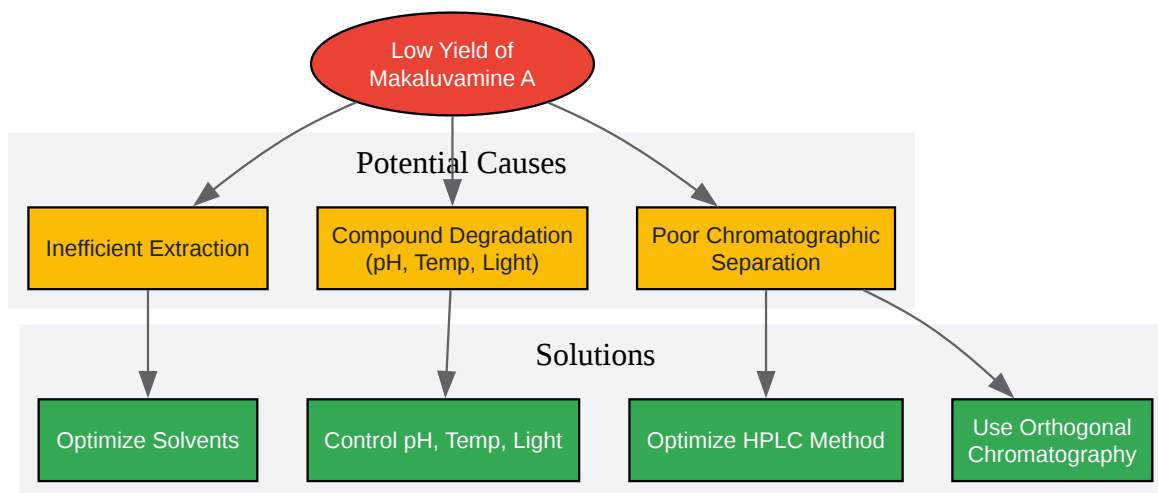 Low Yield of
Makaluvamine A
Potential Causes
Inefficient Extraction
Compound Degradation
(pH, Temp, Light)
Poor Chromatographic
Separation
Solutions
Optimize Solvents
Control pH, Temp, Light
Optimize HPLC Method
Use Orthogonal
Chromatography